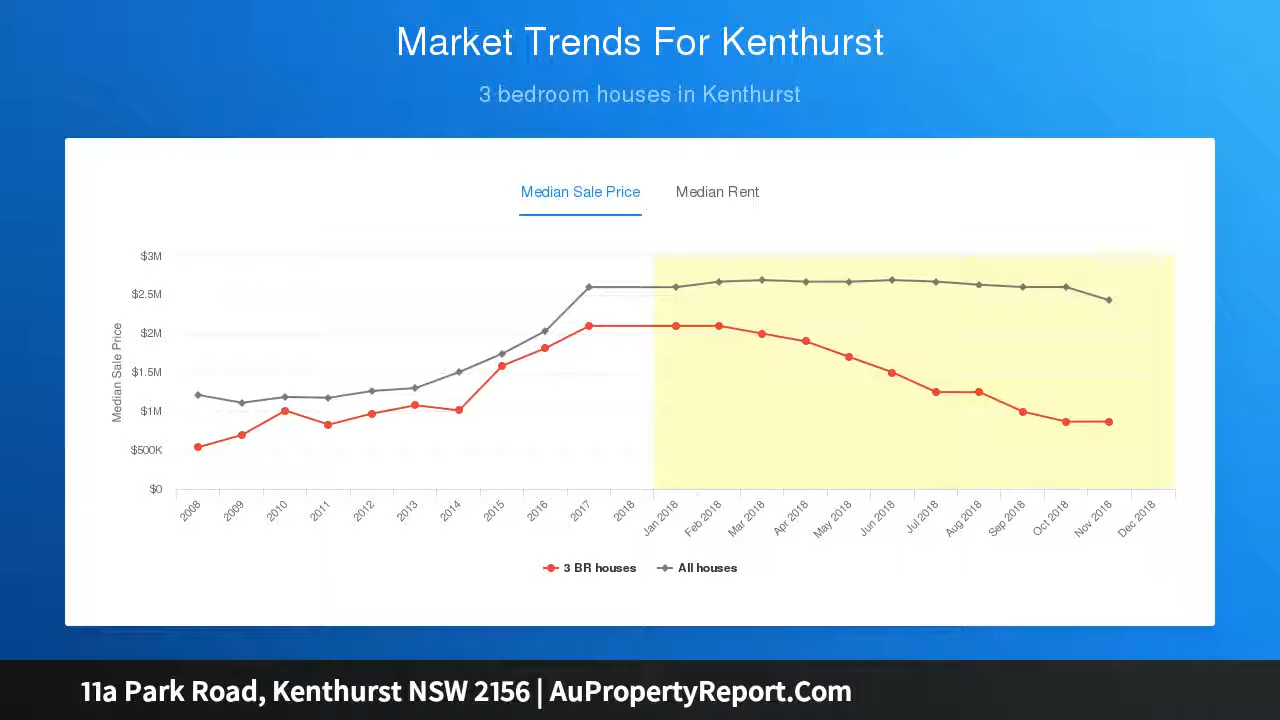 Market Trends For Kenthurst
3 bedroom houses in Kenthurst
Median Sale Price Median Rent
Median Sale Price
$3M
$2.5M
$2M
$1.5M
$1M
$500K
$0
2008 2009 2010 2011 2012 2013 2014 2015 2016 2017 2018 Jan 2018 Feb 2018 Mar 2018 Apr 2018 May 2018 Jun 2018 Jul 2018 Aug 2018 Sep 2018 Oct 2018 Nov 2018 Dec 2018
3 BR houses All houses
11a Park Road, Kenthurst NSW 2156 | AuPropertyReport.Com